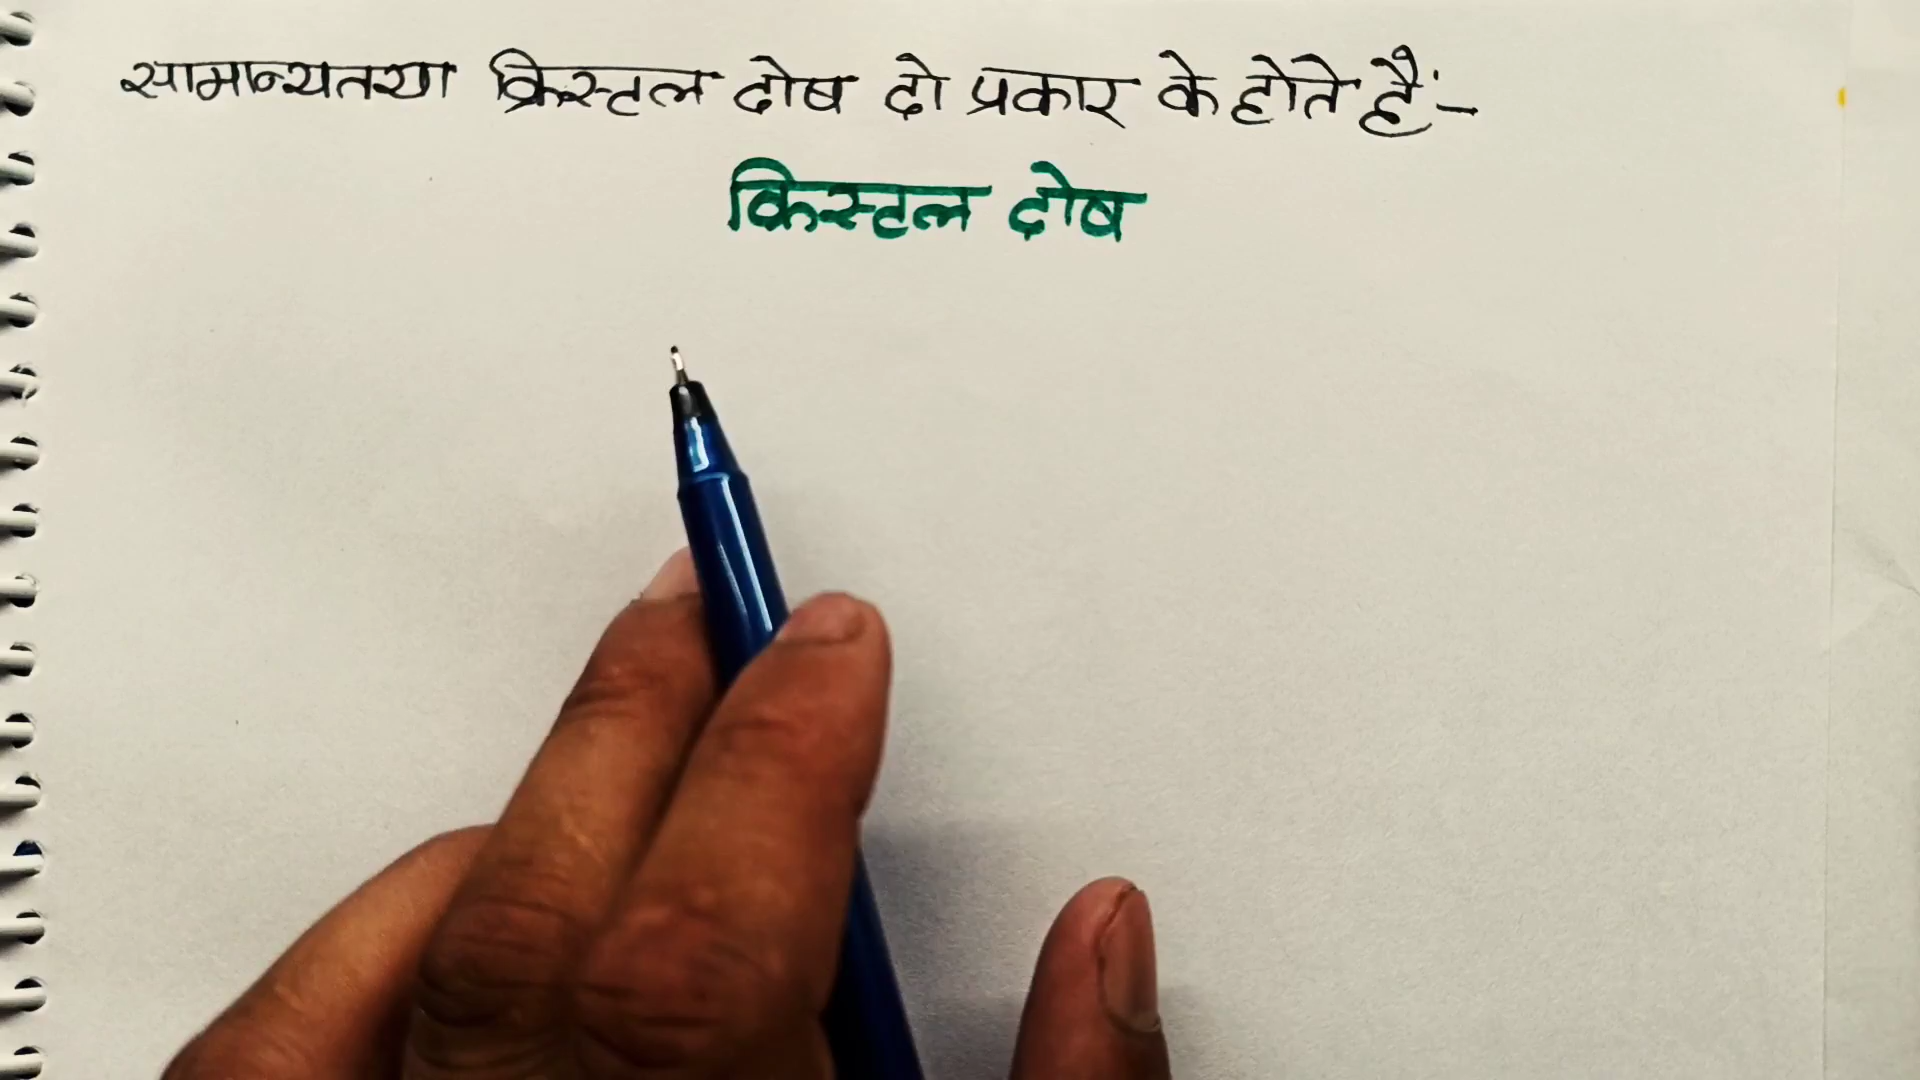 सामान्यतया क्रिस्टल दोष दो प्रकार के होते हैं:-
क्रिस्टल दोष